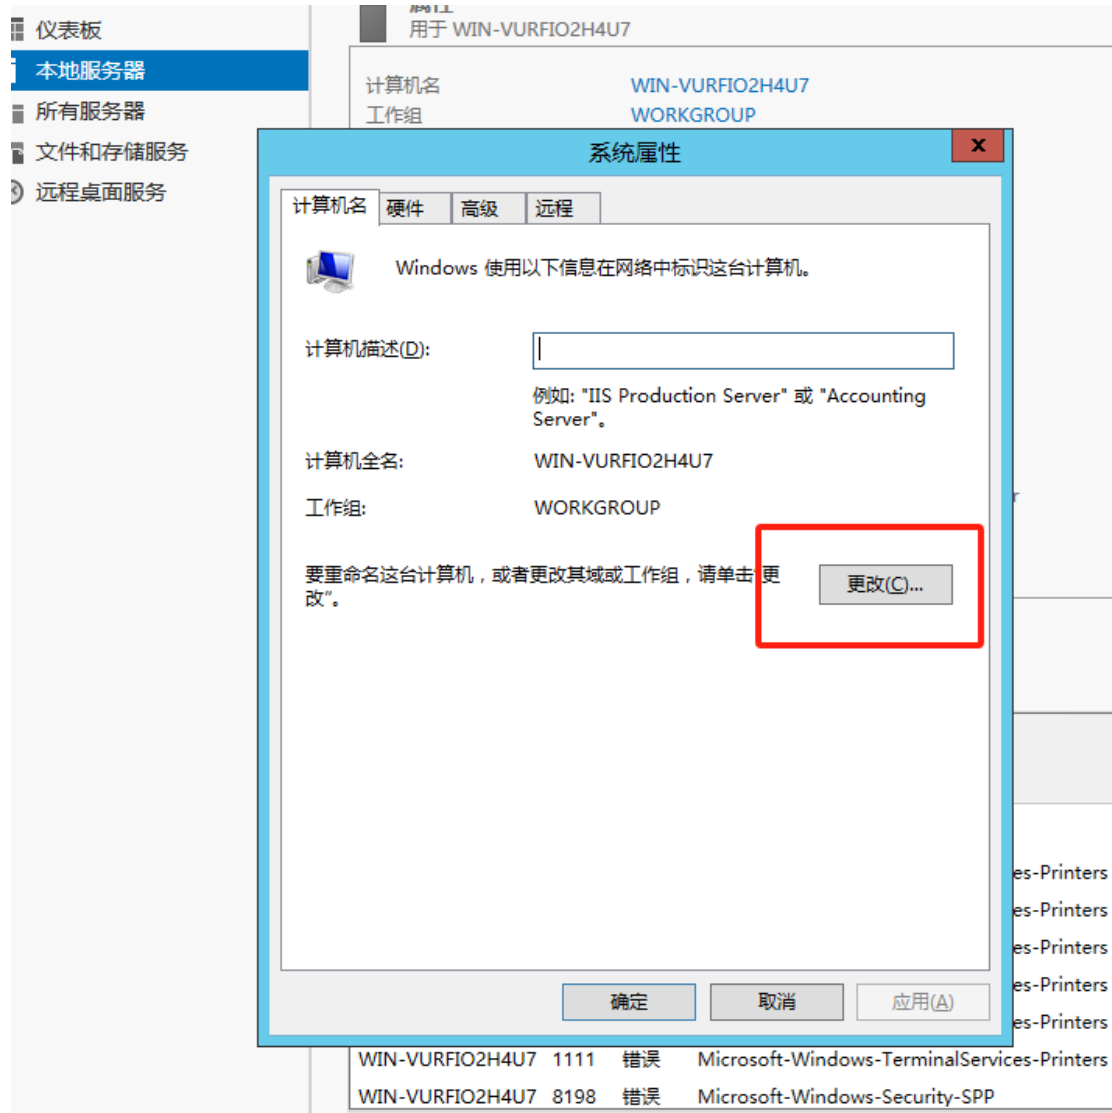 仪表板
本地服务器
所有服务器
文件和存储服务
远程桌面服务
属性
用于 WIN-VURFIO2H4U7
计算机名 WIN-VURFIO2H4U7
工作组 WORKGROUP
系统属性
x
计算机名 硬件 高级 远程
Windows 使用以下信息在网络中标识这台计算机。
计算机描述(D):
例如: "IIS Production Server" 或 "Accounting
Server"。
计算机全名: WIN-VURFIO2H4U7
工作组: WORKGROUP
要重命名这台计算机，或者更改其域或工作组，请单击"更
改"。
更改(C)...
确定 取消 应用(A)
r
es-Printers
es-Printers
es-Printers
es-Printers
es-Printers
WIN-VURFIO2H4U7 1111 错误 Microsoft-Windows-TerminalServices-Printers
WIN-VURFIO2H4U7 8198 错误 Microsoft-Windows-Security-SPP